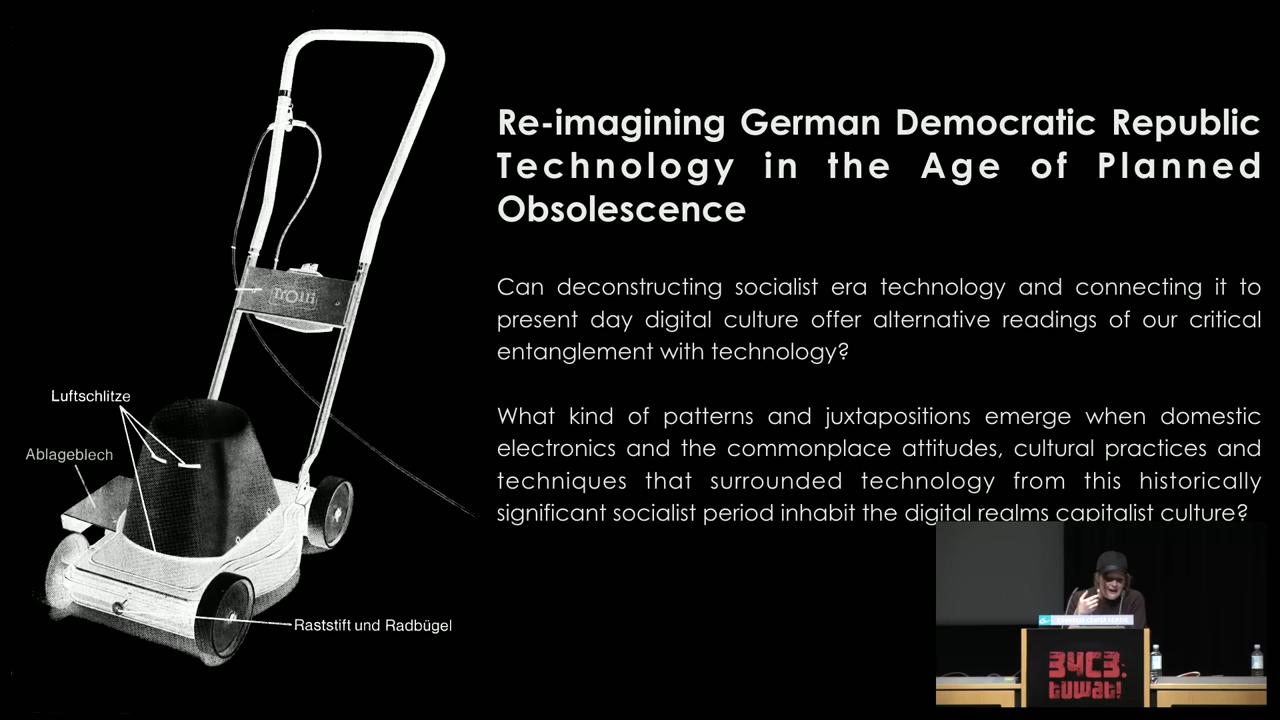 Re-imagining German Democratic Republic
Technology in the Age of Planned
Obsolescence
Can deconstructing socialist era technology and connecting it to
present day digital culture offer alternative readings of our critical
entanglement with technology?
What kind of patterns and juxtapositions emerge when domestic
electronics and the commonplace attitudes, cultural practices and
techniques that surrounded technology from this historically
significant socialist period inhabit the digital realms capitalist culture?
Trolli
Luftschlitze
Ablageblech
Raststift und Radbügel
34C3.
tuwat!